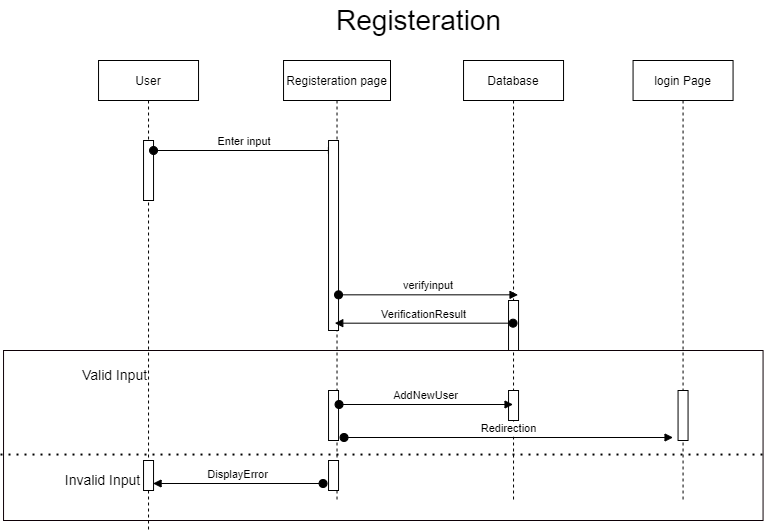 Registeration
User
Registeration page
Database
login Page
Enter input
verifyinput
VerificationResult
Valid Input
AddNewUser
Redirection
Invalid Input
DisplayError